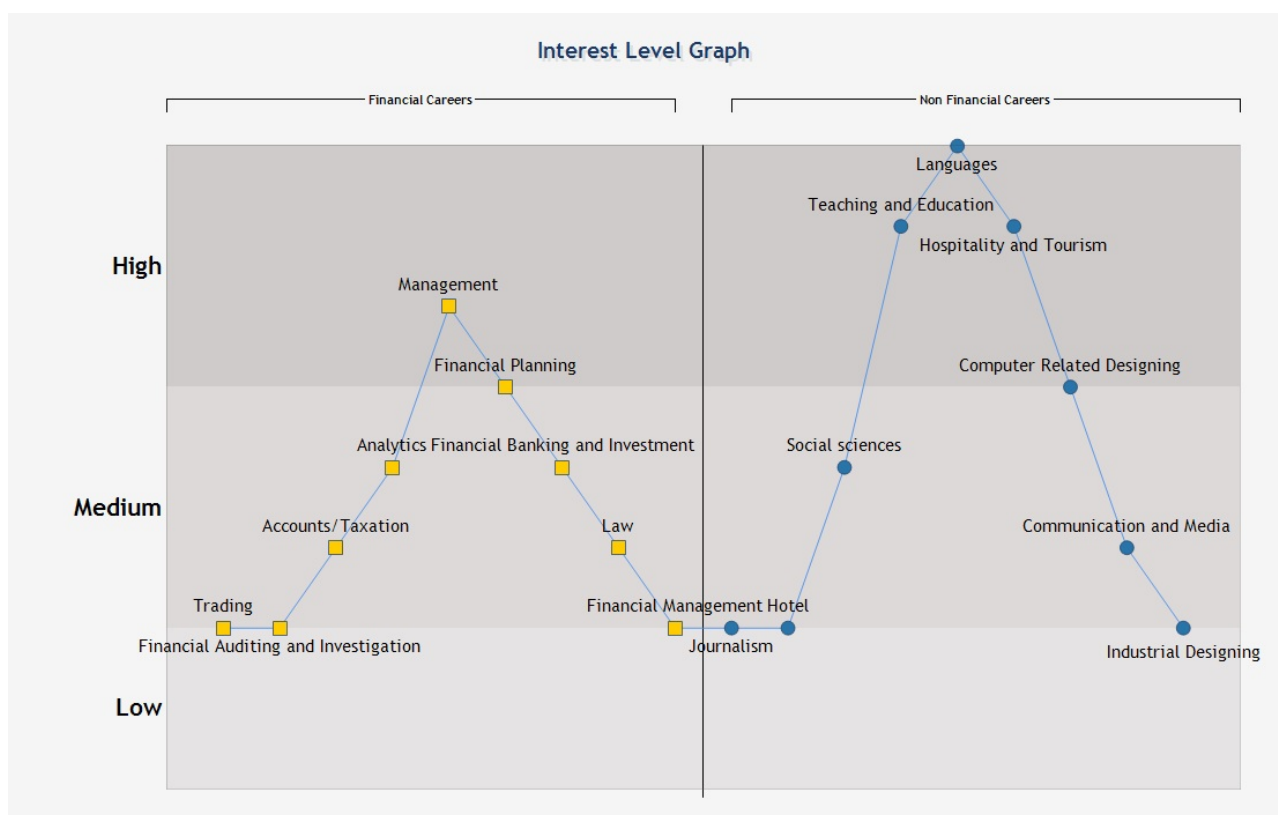 Interest Level Graph
Financial Careers
Non Financial Careers
Languages
Teaching and Education
Hospitality and Tourism
High
Management
Financial Planning
Computer Related Designing
Analytics
Financial Banking and Investment
Social sciences
Medium
Accounts/Taxation
Law
Communication and Media
Trading
Financial Management
Hotel
Financial Auditing and Investigation
Journalism
Industrial Designing
Low